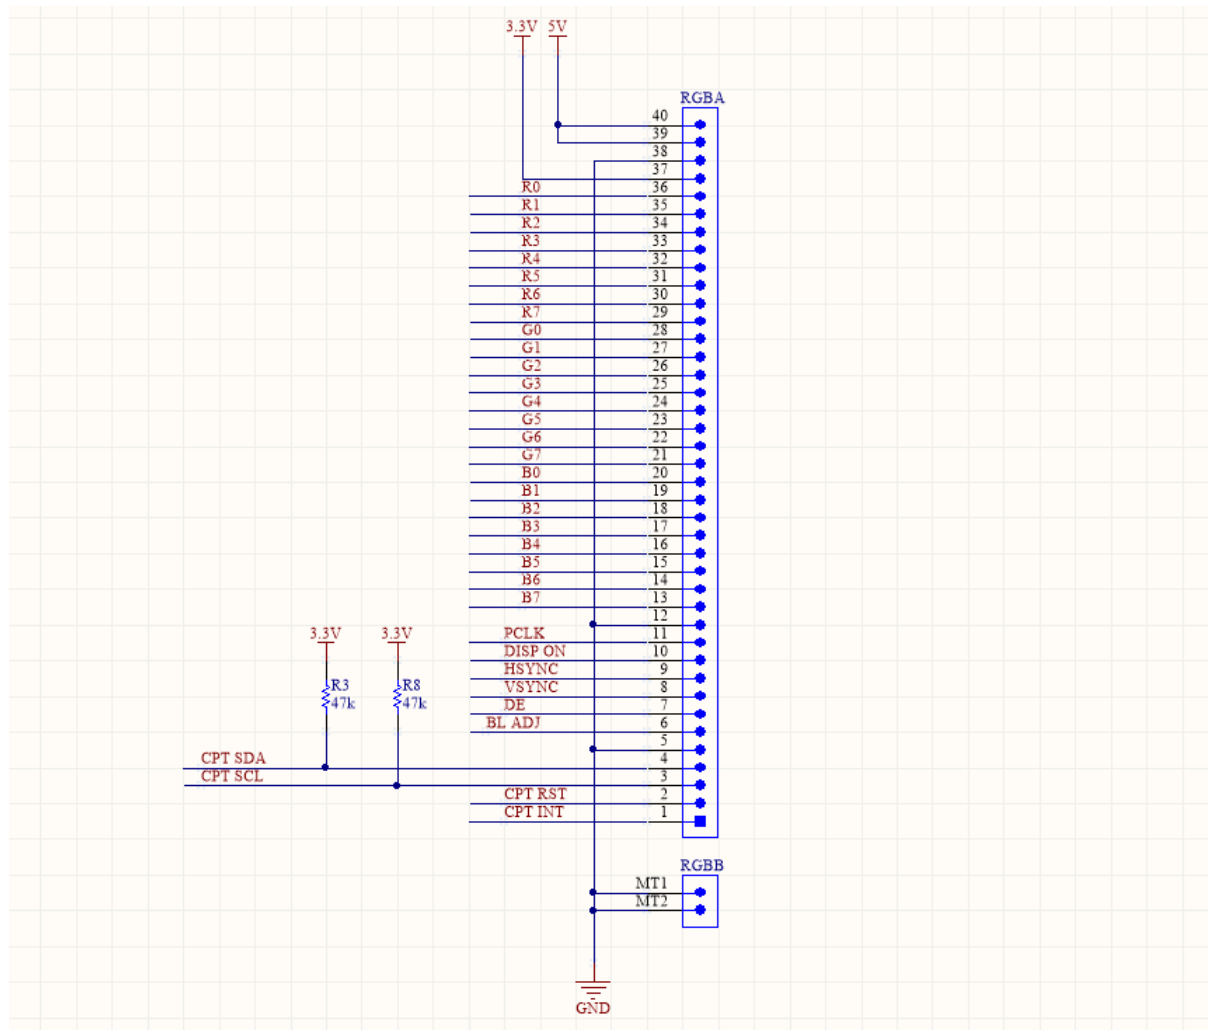 3.3V 5V
RGBA
40
39
38
37
R0 36
R1 35
R2 34
R3 33
R4 32
R5 31
R6 30
R7 29
G0 28
G1 27
G2 26
G3 25
G4 24
G5 23
G6 22
G7 21
B0 20
B1 19
B2 18
B3 17
B4 16
B5 15
B6 14
B7 13
12
3.3V 3.3V PCLK 11
DISP ON 10
HSYNC 9
R3 R8 VSYNC 8
47k 47k DE 7
BL ADJ 6
5
CPT SDA 4
CPT SCL 3
CPT RST 2
CPT INT 1
RGBB
MT1
MT2
GND